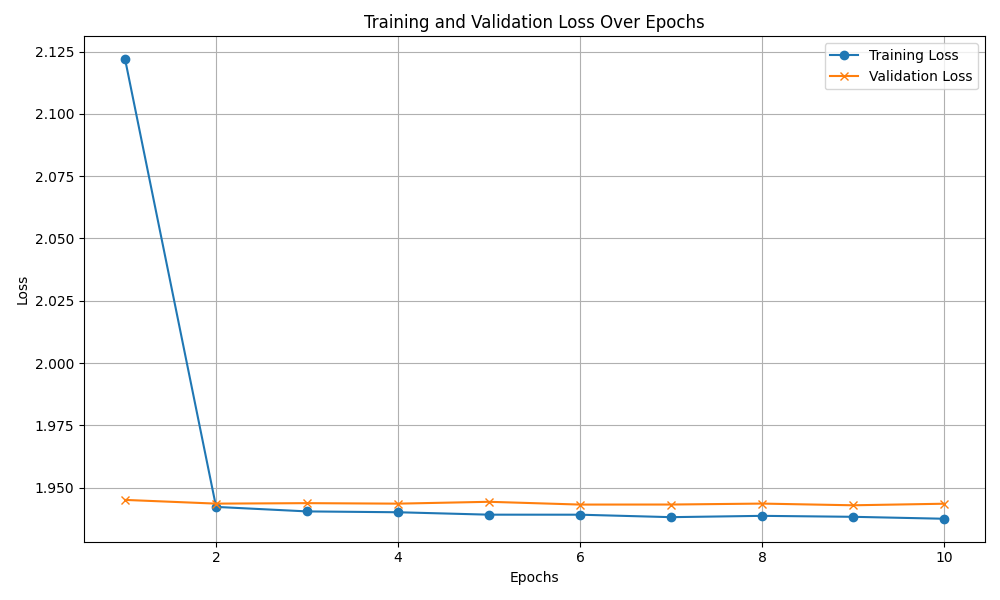 Training and Validation Loss Over Epochs
Training Loss
Validation Loss
Loss
2.125
2.100
2.075
2.050
2.025
2.000
1.975
1.950
2 4 6 8 10
Epochs